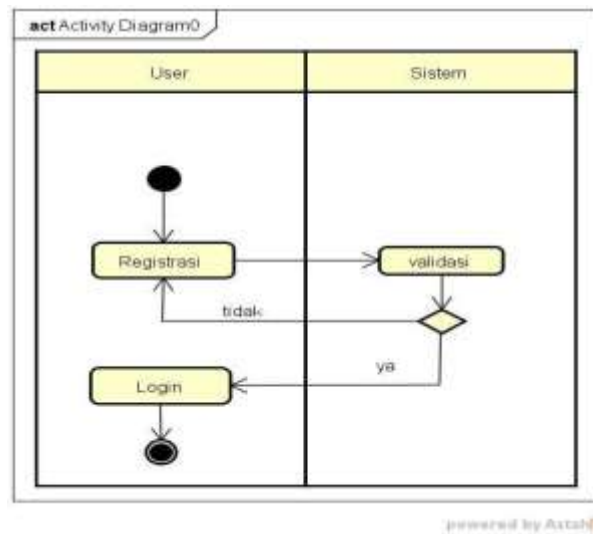 act Activity Diagram0
User
Sistem
Registrasi
validasi
tidak
ya
Login
powered by Astah